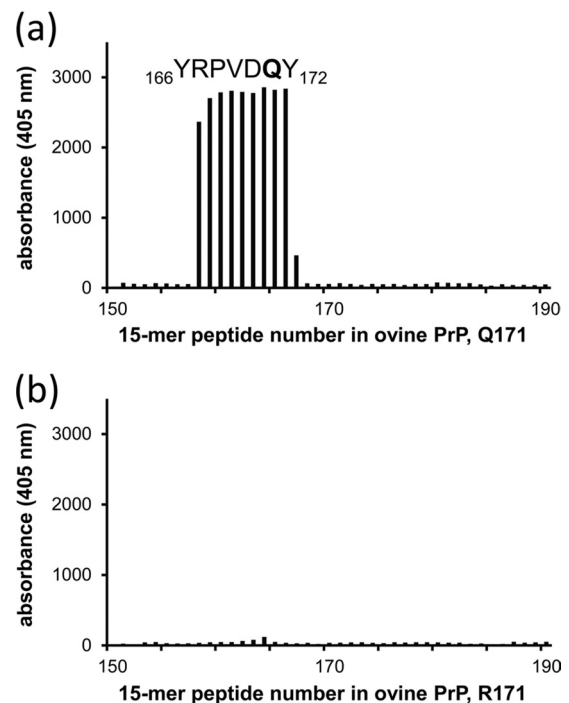 (a)
166YRPVDQY172
absorbance (405 nm)
3000
2000
1000
0
150
170
190
15-mer peptide number in ovine PrP, Q171
(b)
absorbance (405 nm)
3000
2000
1000
0
150
170
190
15-mer peptide number in ovine PrP, R171